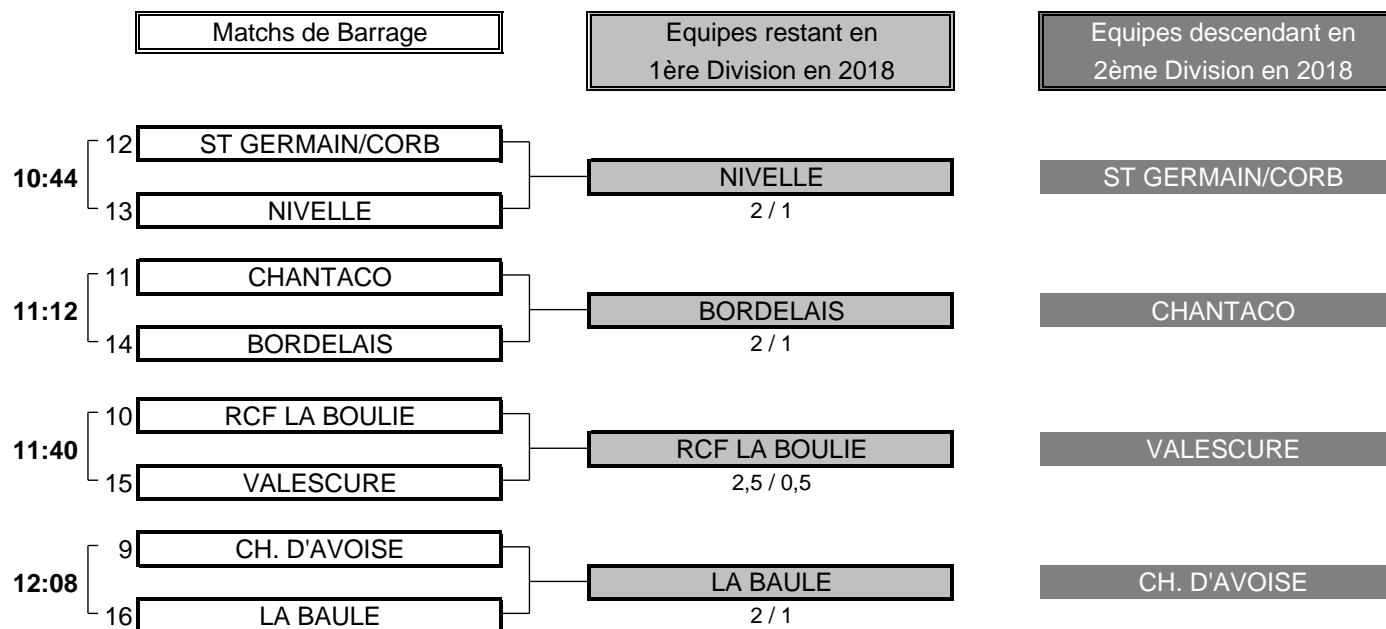 Matchs de Barrage
Equipes restant en
1ère Division en 2018
Equipes descendant en
2ème Division en 2018
12 ST GERMAIN/CORB
10:44 NIVELLE ST GERMAIN/CORB
13 NIVELLE 2 / 1
11 CHANTACO
11:12 BORDELAIS CHANTACO
14 BORDELAIS 2 / 1
10 RCF LA BOULIE
11:40 RCF LA BOULIE VALESCURE
15 VALESCURE 2,5 / 0,5
9 CH. D'AVOISE
12:08 LA BAULE CH. D'AVOISE
16 LA BAULE 2 / 1